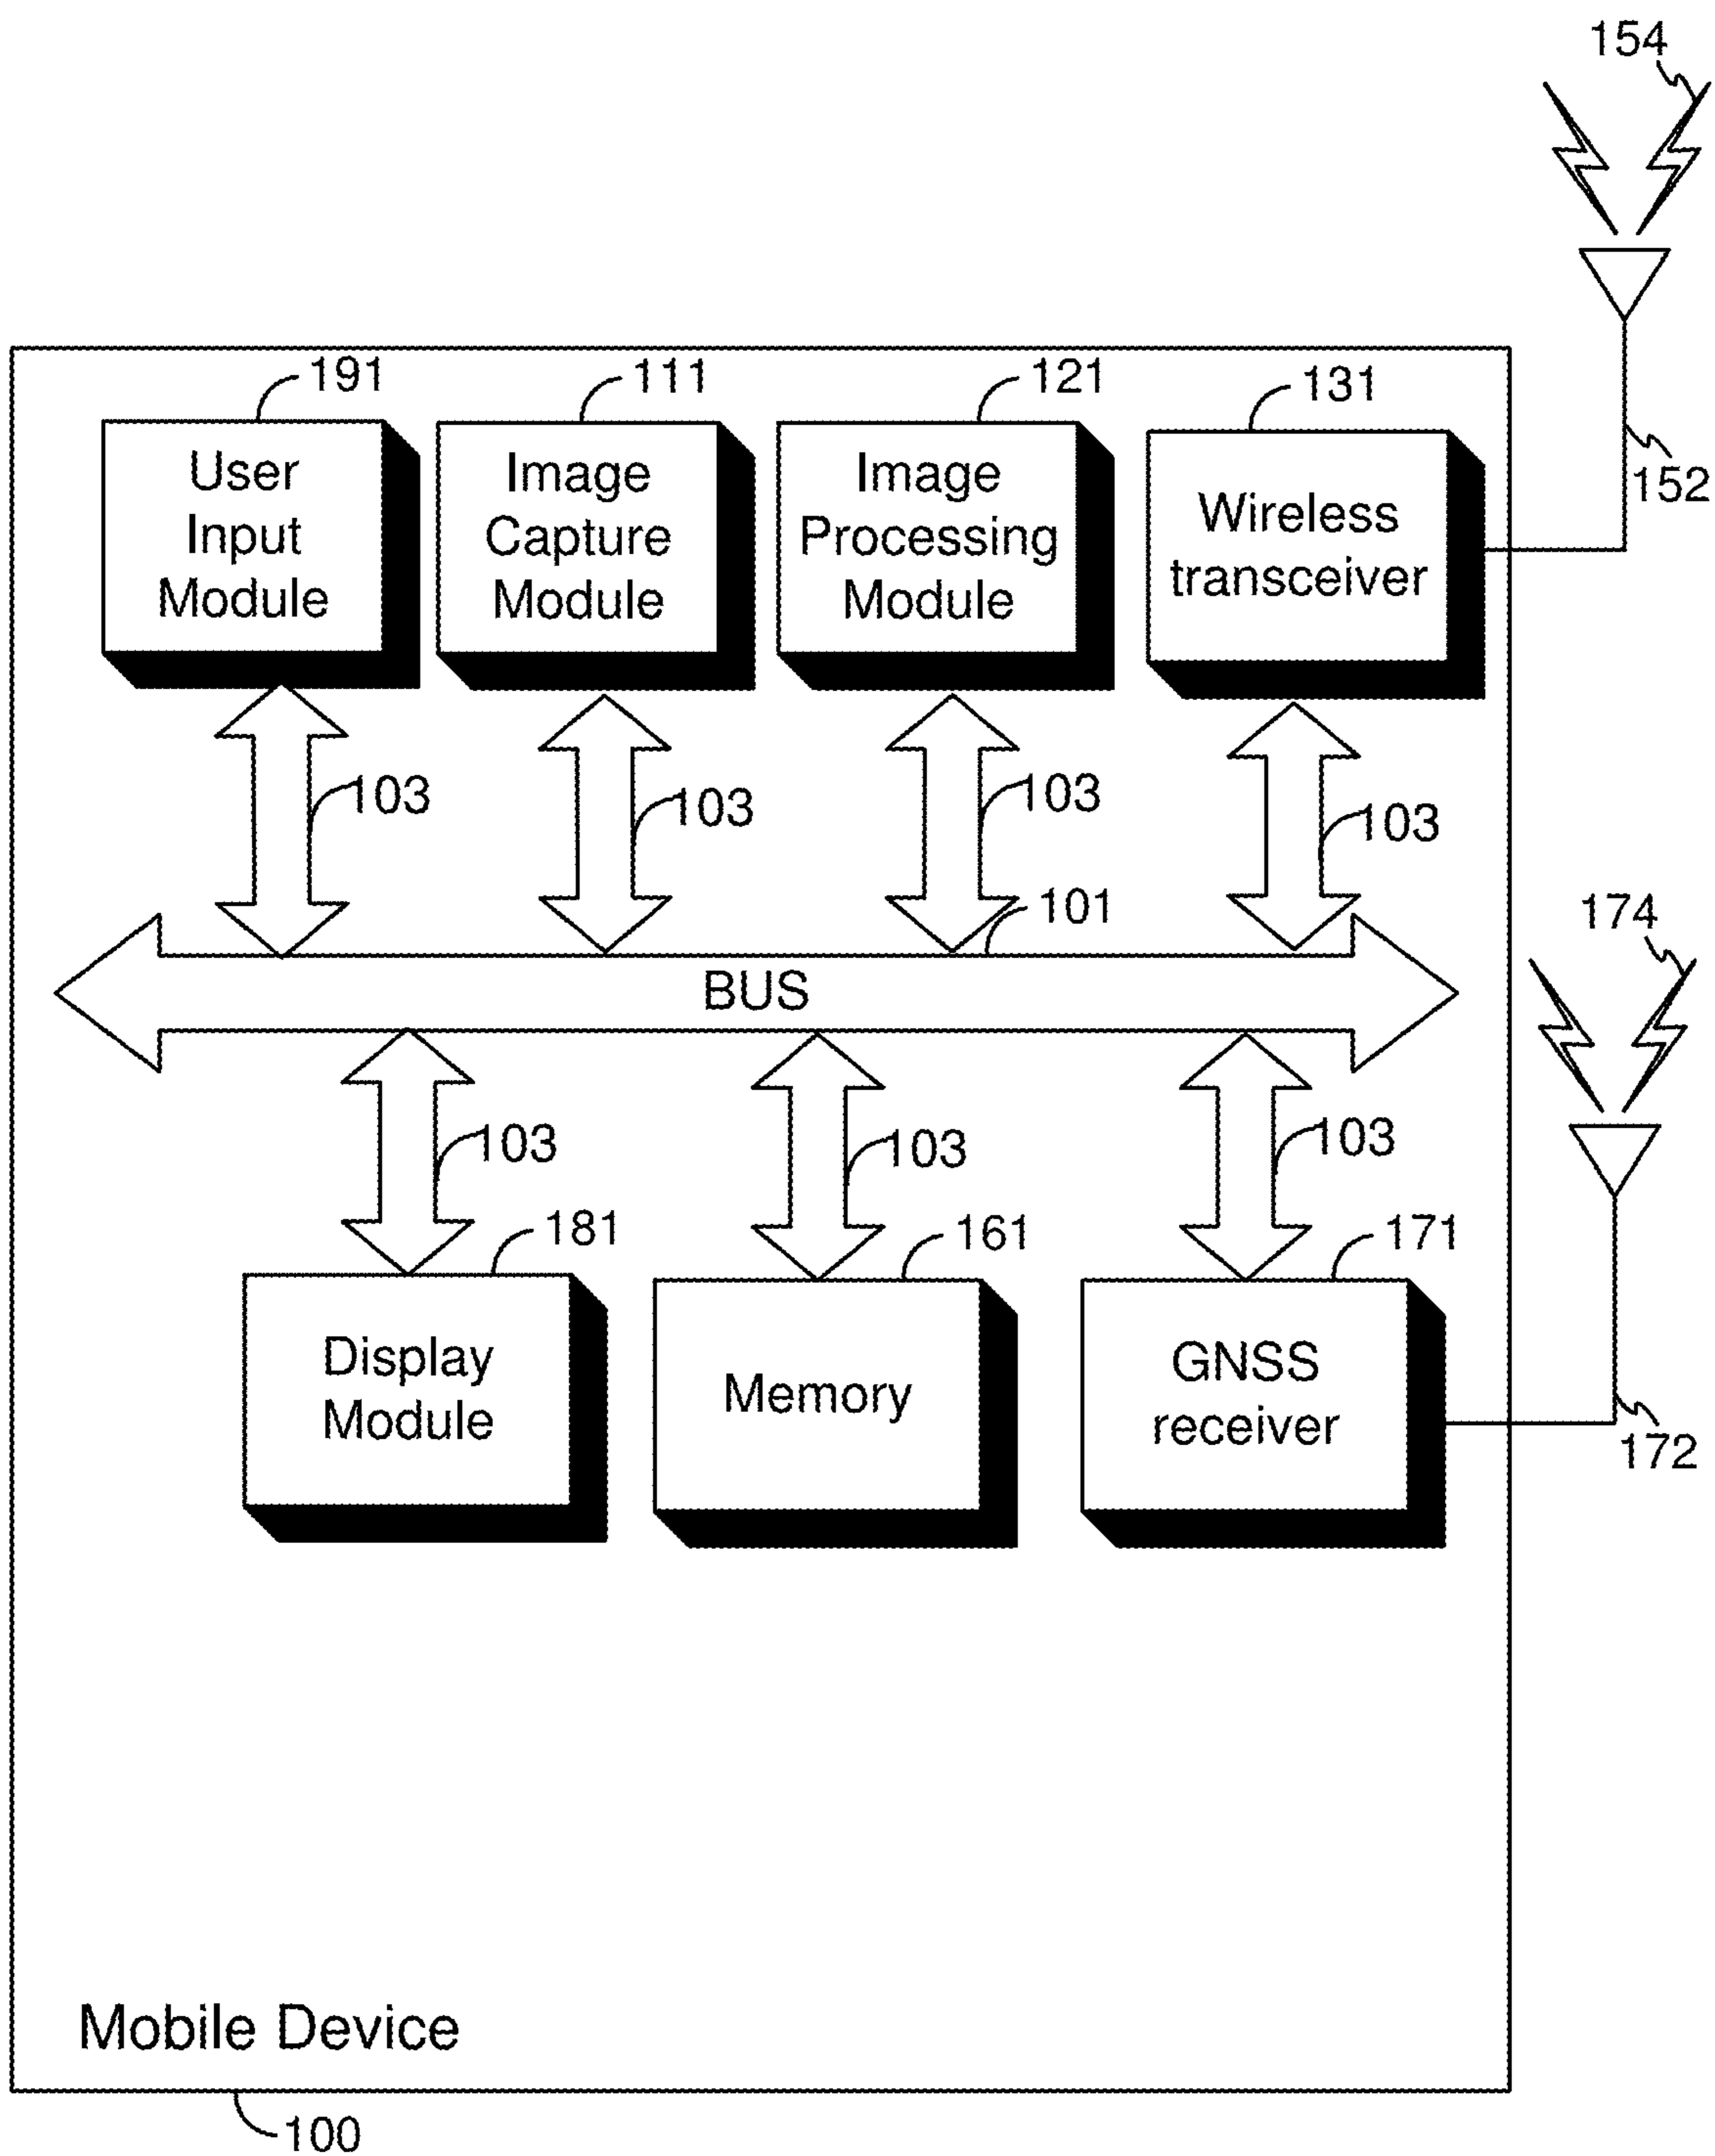 154
191
111
121
131
User
Input
Module
Image
Capture
Module
Image
Processing
Module
Wireless
transceiver
152
103
103
103
103
101
174
BUS
103
103
103
181
161
171
Display
Module
Memory
GNSS
receiver
172
Mobile Device
100